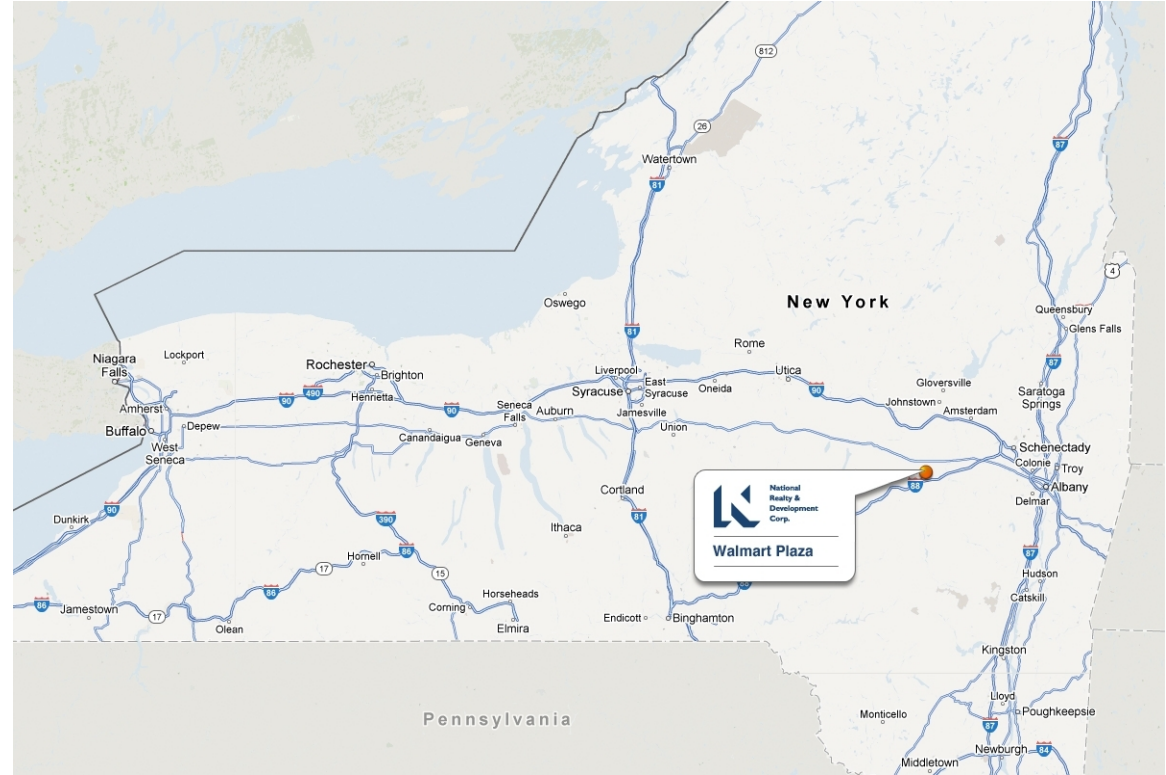 812
26
Watertown
81
87
4
Oswego
New York
Queensbury
Glens Falls
81
Rome
87
Niagara
Falls
Lockport
Rochester
Brighton
Liverpool
Utica
90
490
Henrietta
Syracuse
East
Syracuse
Oneida
90
Gloversville
Johnstown
Saratoga
Springs
Amherst
90
Seneca
Falls
Auburn
Jamesville
Amsterdam
Buffalo
Depew
Canandaigua
Geneva
Union
West
Seneca
Schenectady
Colonie
Troy
88
Albany
Delmar
National
Realty &
Development
Corp.
Walmart Plaza
Cortland
81
90
Dunkirk
390
Ithaca
86
Hornell
17
15
87
Hudson
Catskill
86
86
Jamestown
17
Olean
Horseheads
Corning
Elmira
Endicott
Binghamton
Kingston
Pennsylvania
Monticello
Lloyd
Poughkeepsie
87
Newburgh
84
Middletown